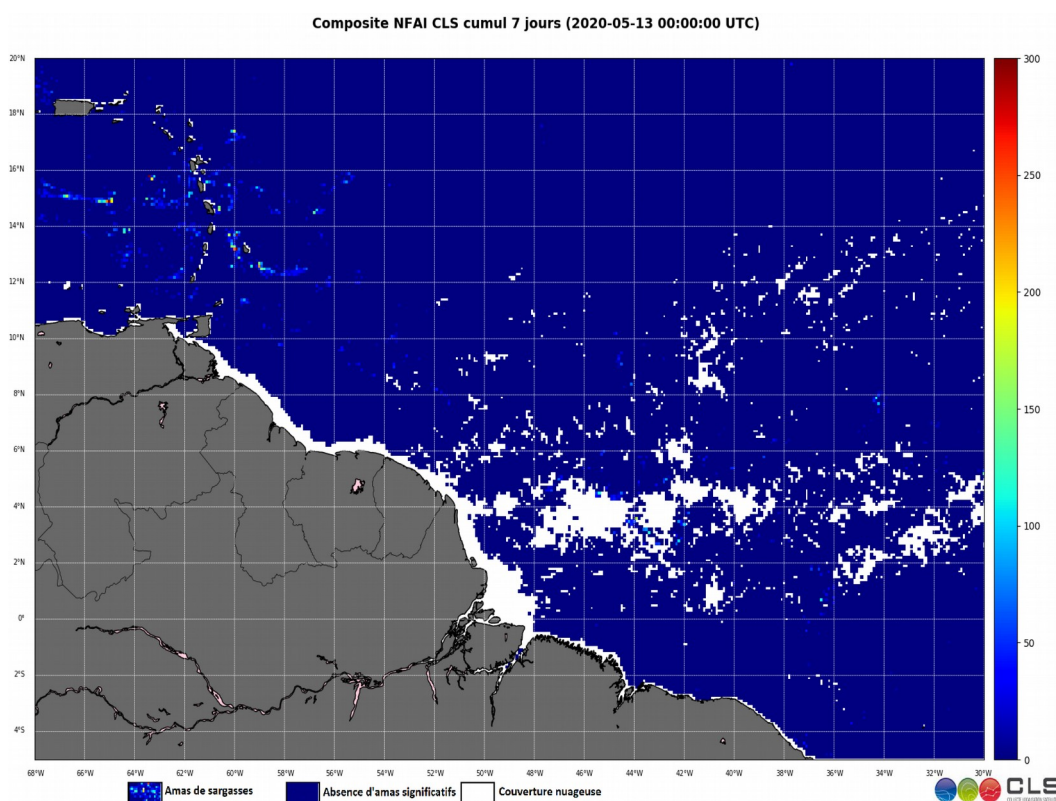 Composite NFAI CLS cumul 7 jours (2020-05-13 00:00:00 UTC)
20°N
18°N
16°N
14°N
12°N
10°N
8°N
6°N
4°N
2°N
0°
2°S
4°S
68°W 66°W 64°W 62°W 60°W 58°W 56°W 54°W 52°W 50°W 48°W 46°W 44°W 42°W 40°W 38°W 36°W 34°W 32°W 30°W
300
250
200
150
100
50
0
Amas de sargasses Absence d'amas significatifs Couverture nuageuse
CLS